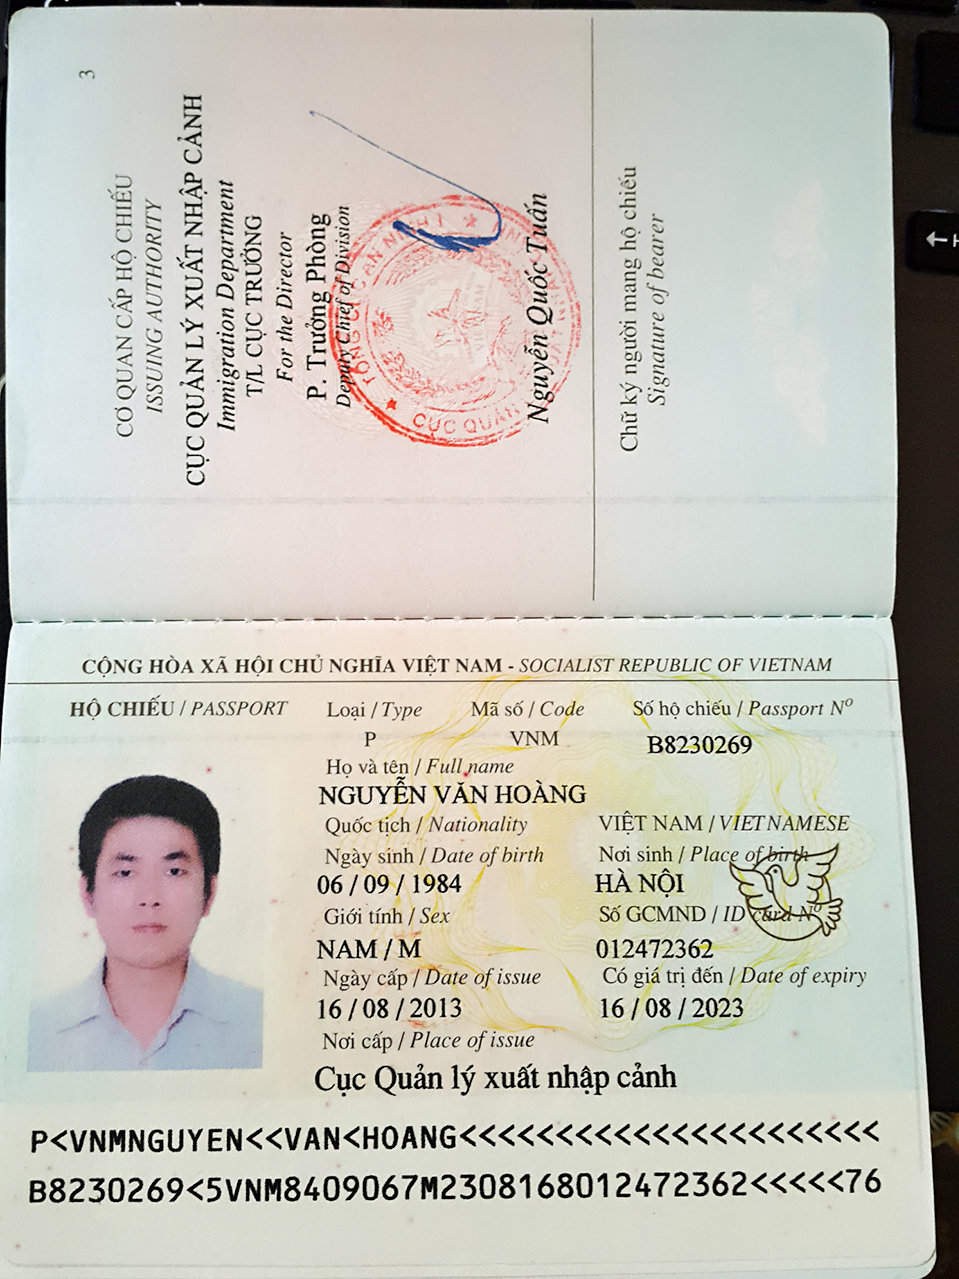 3
CƠ QUAN CẤP HỘ CHIẾU
ISSUING AUTHORITY
CỤC QUẢN LÝ XUẤT NHẬP CẢNH
Immigration Department
T/L CỤC TRƯỞNG
For the Director
P. Trưởng Phòng
Deputy Chief of Division
CỤC QUẢN
Nguyễn Quốc Tuấn
Chữ ký người mang hộ chiếu
Signature of bearer
CỘNG HÒA XÃ HỘI CHỦ NGHĨA VIỆT NAM - SOCIALIST REPUBLIC OF VIETNAM
HỘ CHIẾU / PASSPORT Loại / Type Mã số / Code Số hộ chiếu / Passport Nº
P VNM B8230269
Họ và tên / Full name
NGUYỄN VĂN HOÀNG
Quốc tịch / Nationality VIỆT NAM / VIETNAMESE
Ngày sinh / Date of birth Nơi sinh / Place of birth
06 / 09 / 1984 HÀ NỘI
Giới tính / Sex Số GCMND / ID card Nº
NAM / M 012472362
Ngày cấp / Date of issue Có giá trị đến / Date of expiry
16 / 08 / 2013 16 / 08 / 2023
Nơi cấp / Place of issue
Cục Quản lý xuất nhập cảnh
P<VNMNGUYEN<<VAN<HOANG<<<<<<<<<<<<<<<<<<<<<<
B8230269<5VNM8409067M2308168012472362<<<<<76